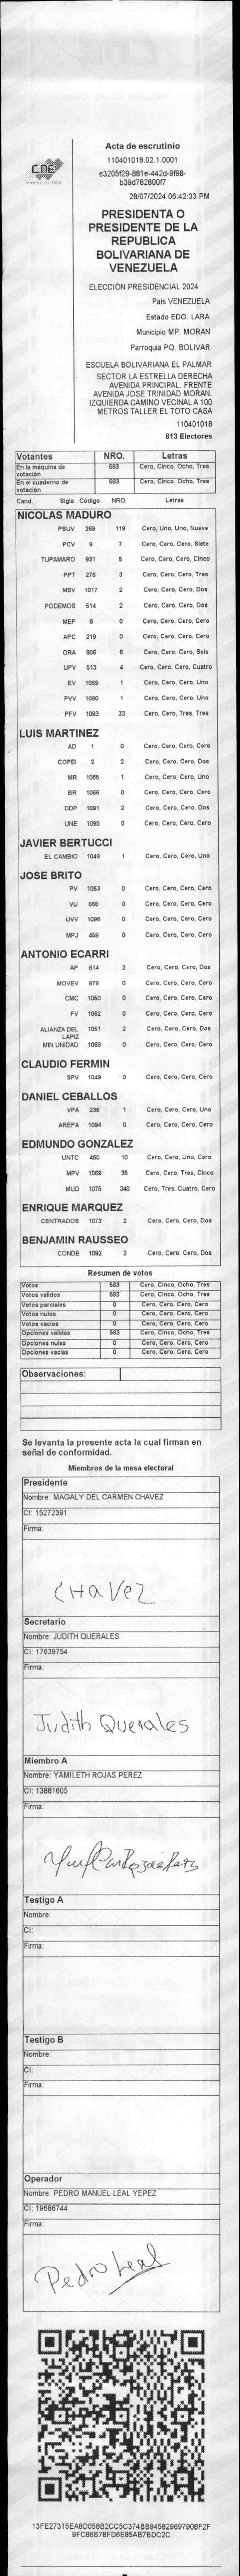 CNE
Acta de escrutinio
110401018.02.1.0001
e3205f29-881e-442d-9f98-
b39d782800f7
28/07/2024 06:42:33 PM
PRESIDENTA O
PRESIDENTE DE LA
REPUBLICA
BOLIVARIANA DE
VENEZUELA
ELECCIÓN PRESIDENCIAL 2024
Pais VENEZUELA
Estado EDO. LARA
Municipio MP. MORAN
Parroquia PQ. BOLIVAR
ESCUELA BOLIVARIANA EL PALMAR
SECTOR LA ESTRELLA DERECHA
AVENIDA PRINCIPAL. FRENTE
AVENIDA JOSE TRINIDAD MORAN.
IZQUIERDA CAMINO VECINAL A 100
METROS TALLER EL TOTO CASA
110401018
813 Electores
Votantes NRO. Letras
En la máquina de votación 583 Cero, Cinco, Ocho, Tres
En el cuaderno de votación 583 Cero, Cinco, Ocho, Tres
Cand. Sigla Código NRO. Letras
NICOLAS MADURO
PSUV 269 119 Cero, Uno, Uno, Nueve
PCV 9 7 Cero, Cero, Cero, Siete
TUPAMARO 931 5 Cero, Cero, Cero, Cinco
PPT 276 3 Cero, Cero, Cero, Tres
MSV 1017 2 Cero, Cero, Cero, Dos
PODEMOS 514 2 Cero, Cero, Cero, Dos
MEP 6 0 Cero, Cero, Cero, Cero
APC 219 0 Cero, Cero, Cero, Cero
ORA 906 6 Cero, Cero, Cero, Seis
UPV 513 4 Cero, Cero, Cero, Cuatro
EV 1089 1 Cero, Cero, Cero, Uno
PVV 1090 1 Cero, Cero, Cero, Uno
PFV 1093 33 Cero, Cero, Tres, Tres
LUIS MARTINEZ
AD 1 0 Cero, Cero, Cero, Cero
COPEI 2 2 Cero, Cero, Cero, Dos
MR 1065 1 Cero, Cero, Cero, Uno
BR 1066 0 Cero, Cero, Cero, Cero
DDP 1091 2 Cero, Cero, Cero, Dos
UNE 1095 0 Cero, Cero, Cero, Cero
JAVIER BERTUCCI
EL CAMBIO 1048 1 Cero, Cero, Cero, Uno
JOSE BRITO
PV 1053 0 Cero, Cero, Cero, Cero
VU 0 Cero, Cero, Cero, Cero
UVV 1096 0 Cero, Cero, Cero, Cero
MPJ 458 0 Cero, Cero, Cero, Cero
ANTONIO ECARRI
AP 814 2 Cero, Cero, Cero, Dos
MOVEV 978 0 Cero, Cero, Cero, Cero
CMC 1050 0 Cero, Cero, Cero, Cero
FV 1052 0 Cero, Cero, Cero, Cero
ALIANZA DEL LAPIZ 1051 2 Cero, Cero, Cero, Dos
MIN UNIDAD 1068 0 Cero, Cero, Cero, Cero
CLAUDIO FERMIN
SPV 1049 0 Cero, Cero, Cero, Cero
DANIEL CEBALLOS
VPA 236 1 Cero, Cero, Cero, Uno
AREPA 1094 0 Cero, Cero, Cero, Cero
EDMUNDO GONZALEZ
UNTC 460 10 Cero, Cero, Uno, Cero
MPV 1069 35 Cero, Cero, Tres, Cinco
MUD 1075 340 Cero, Tres, Cuatro, Cero
ENRIQUE MARQUEZ
CENTRADOS 1073 2 Cero, Cero, Cero, Dos
BENJAMIN RAUSSEO
CONDE 1092 2 Cero, Cero, Cero, Dos
Resumen de votos
Votos 583 Cero, Cinco, Ocho, Tres
Votos validos 583 Cero, Cinco, Ocho, Tres
Votos parciales 0 Cero, Cero, Cero, Cero
Votos nulos 0 Cero, Cero, Cero, Cero
Votos vacios 0 Cero, Cero, Cero, Cero
Opciones validas 583 Cero, Cinco, Ocho, Tres
Opciones nulas 0 Cero, Cero, Cero, Cero
Opciones vacias 0 Cero, Cero, Cero, Cero
Observaciones:
Se levanta la presente acta la cual firman en
señal de conformidad.
Miembros de la mesa electoral
Presidente
Nombre: MAGALY DEL CARMEN CHAVEZ
CI: 15272391
Firma:
CHAVEZ
Secretario
Nombre: JUDITH QUERALES
CI: 17639754
Firma:
Judith Querales
Miembro A
Nombre: YAMILETH ROJAS PEREZ
CI: 13881605
Firma:
Testigo A
Nombre:
CI:
Firma:
Testigo B
Nombre:
CI:
Firma:
Operador
Nombre: PEDRO MANUEL LEAL YEPEZ
CI: 19686744
Firma:
Pedro Leal
13FE27315EA8D058B2CC5C374BB945829697908F2F
9FC86B78FD6E85AB7BDC2C